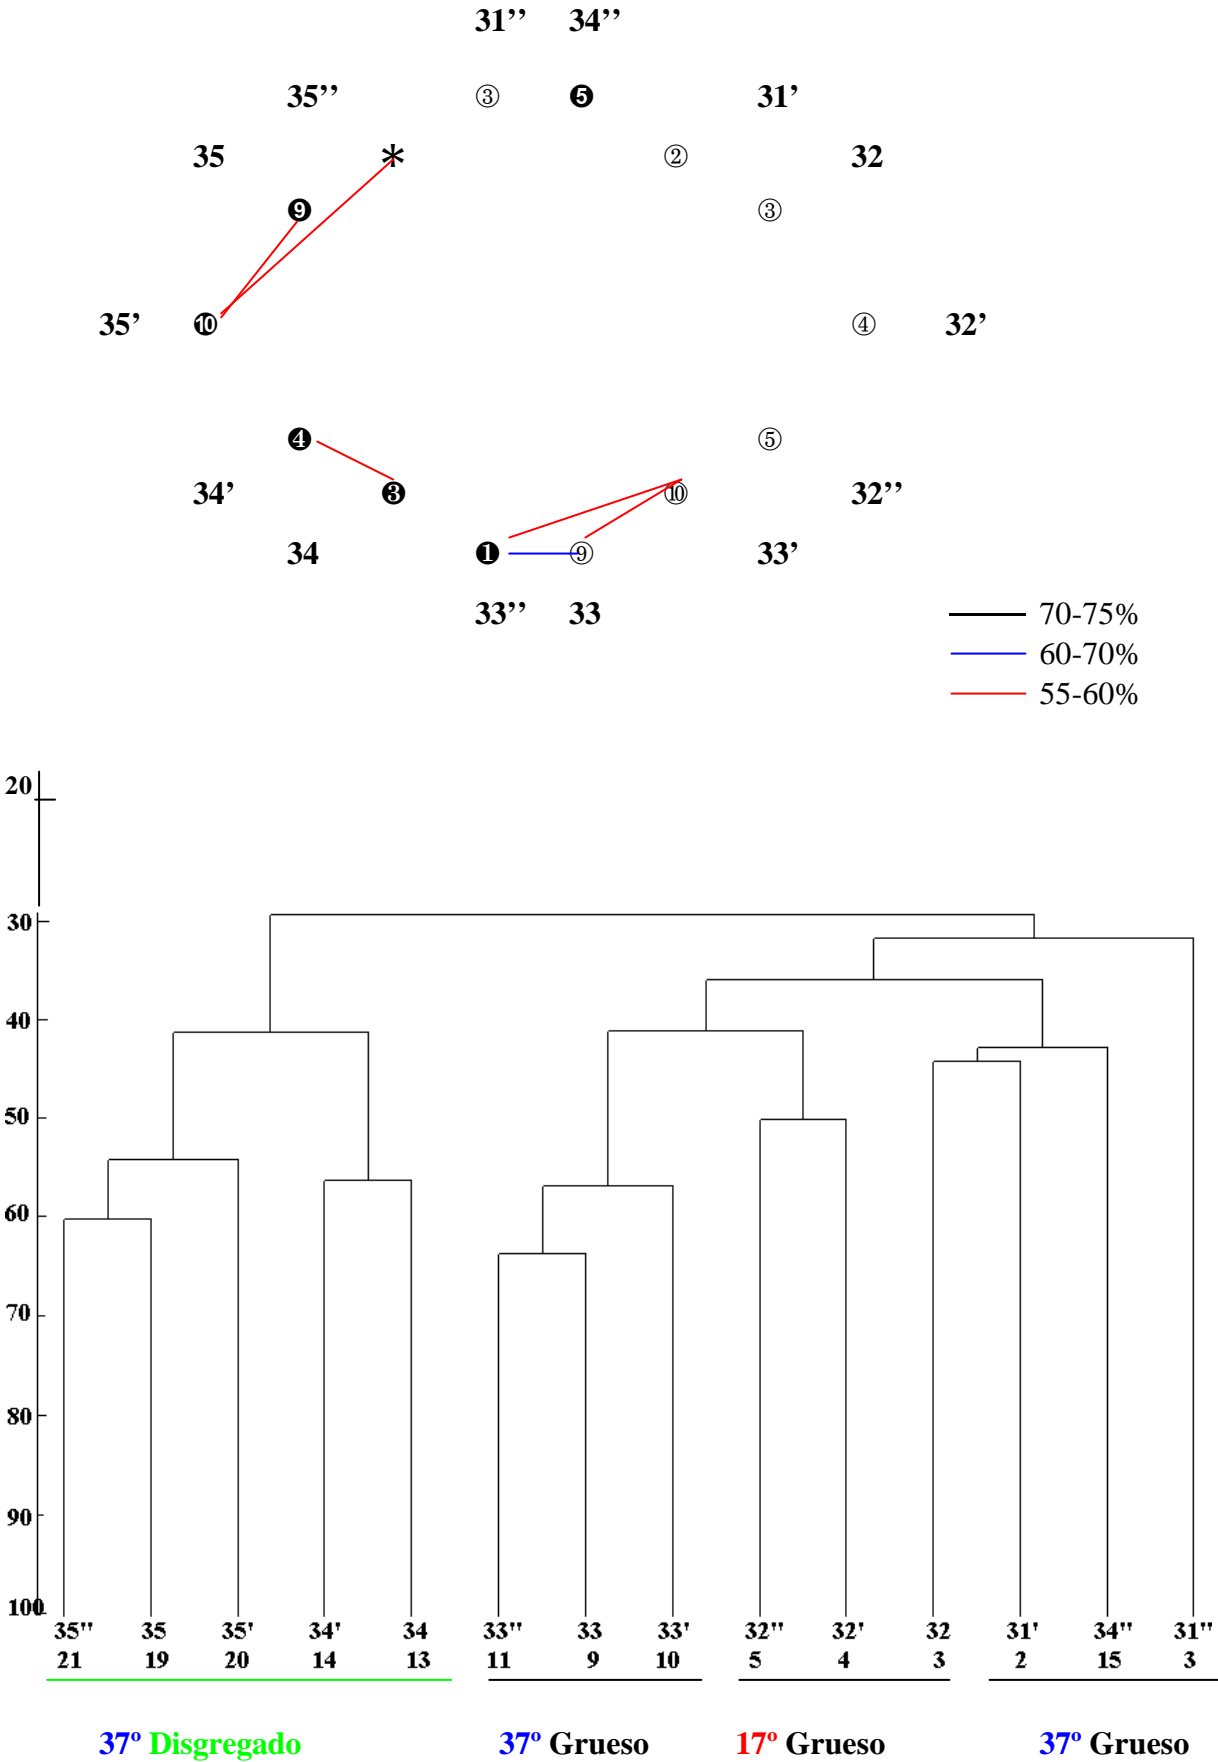 31’’ 34’’
35’’ ③ ❺ 31’
35 * ② 32
❾ ③
35’ ❿ ④ 32’
❹ ⑤
34’ ❸ ⑩ 32’’
34 ❶ ⑨ 33’
33’’ 33
70-75%
60-70%
55-60%
20
30
40
50
60
70
80
90
100
35" 35 35' 34' 34 33" 33 33' 32" 32' 32 31' 34" 31"
21 19 20 14 13 11 9 10 5 4 3 2 15 3
37º Disgregado 37º Grueso 17º Grueso 37º Grueso